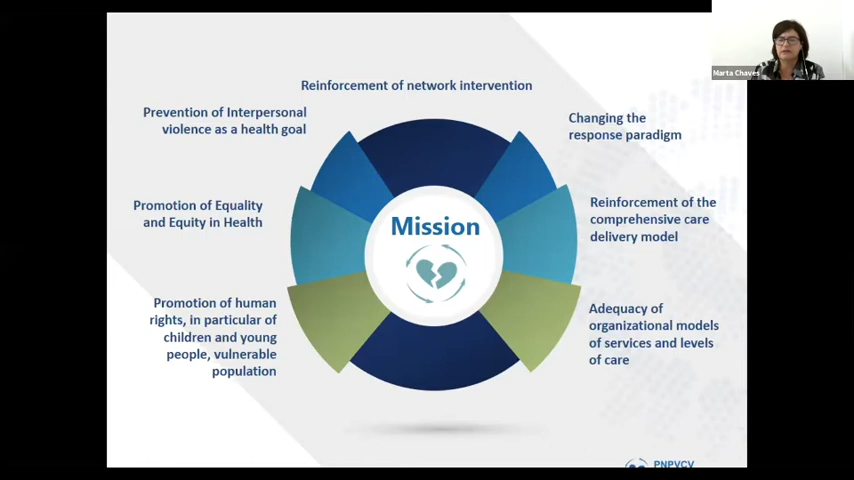 Reinforcement of network intervention
Prevention of Interpersonal
violence as a health goal
Changing the
response paradigm
Promotion of Equality
and Equity in Health
Mission
Reinforcement of the
comprehensive care
delivery model
Promotion of human
rights, in particular of
children and young
people, vulnerable
population
Adequacy of
organizational models
of services and levels
of care
PNPVCV
Marta Chaves